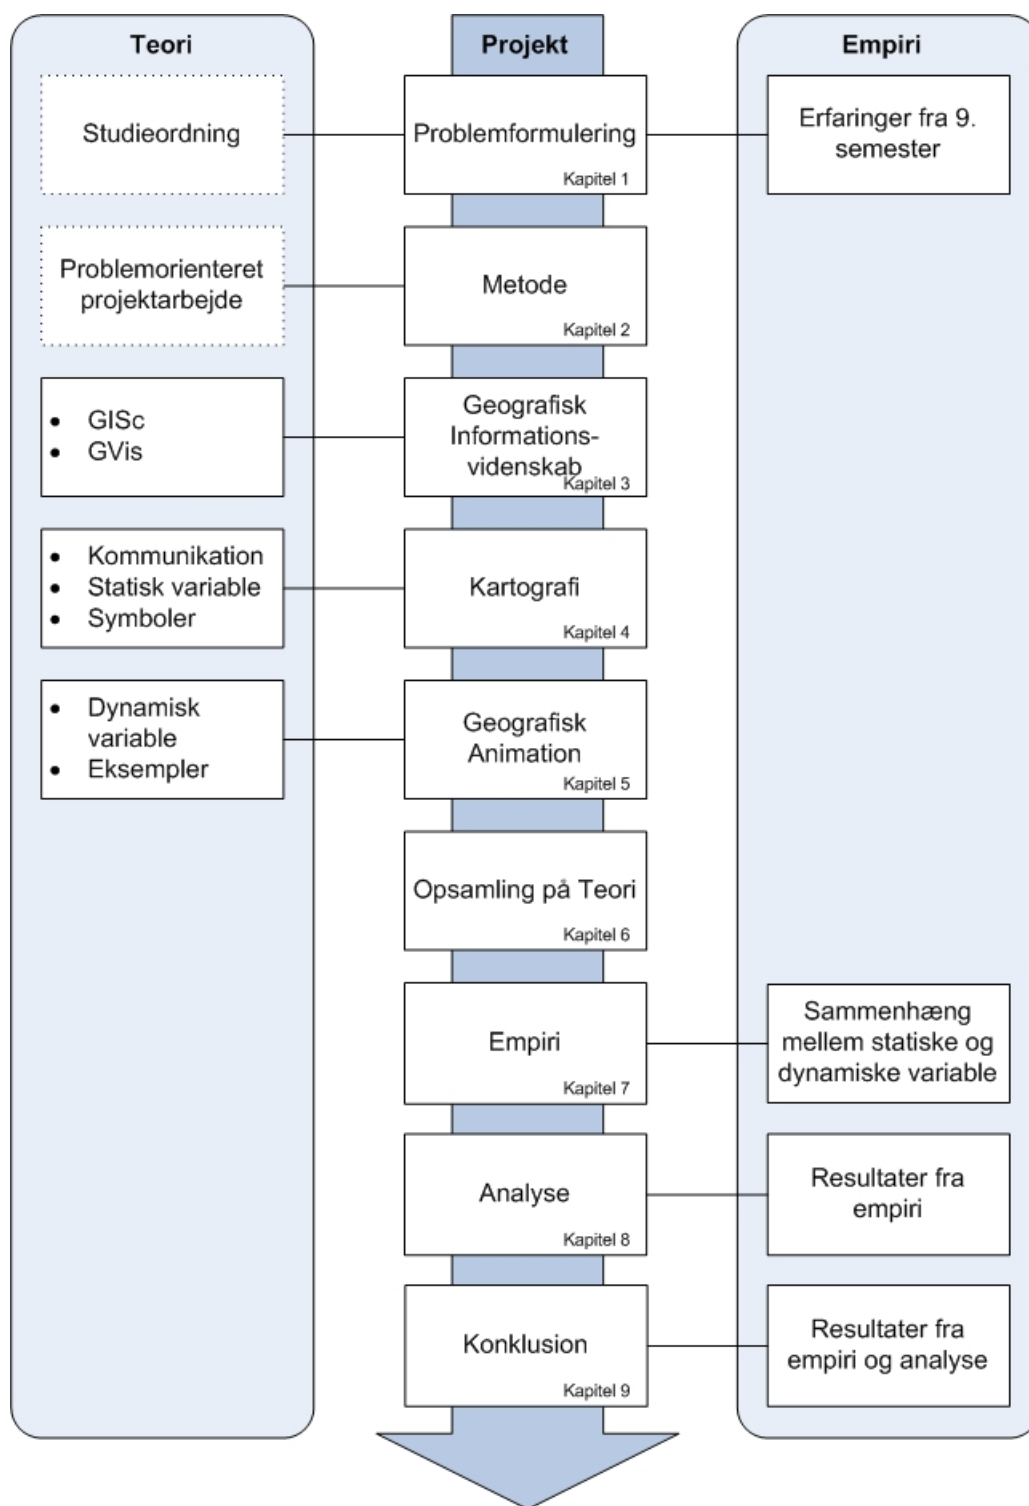 Teori
Projekt
Empiri
Studieordning
Problemformulering
Kapitel 1
Erfaringer fra 9.
semester
Problemorienteret
projektarbejde
Metode
Kapitel 2
• GISc
• GVis
Geografisk
Informations-
videnskab
Kapitel 3
• Kommunikation
• Statisk variable
• Symboler
Kartografi
Kapitel 4
• Dynamisk
variable
• Eksempler
Geografisk
Animation
Kapitel 5
Opsamling på Teori
Kapitel 6
Empiri
Kapitel 7
Sammenhæng
mellem statiske og
dynamiske variable
Analyse
Kapitel 8
Resultater fra
empiri
Konklusion
Kapitel 9
Resultater fra
empiri og analyse